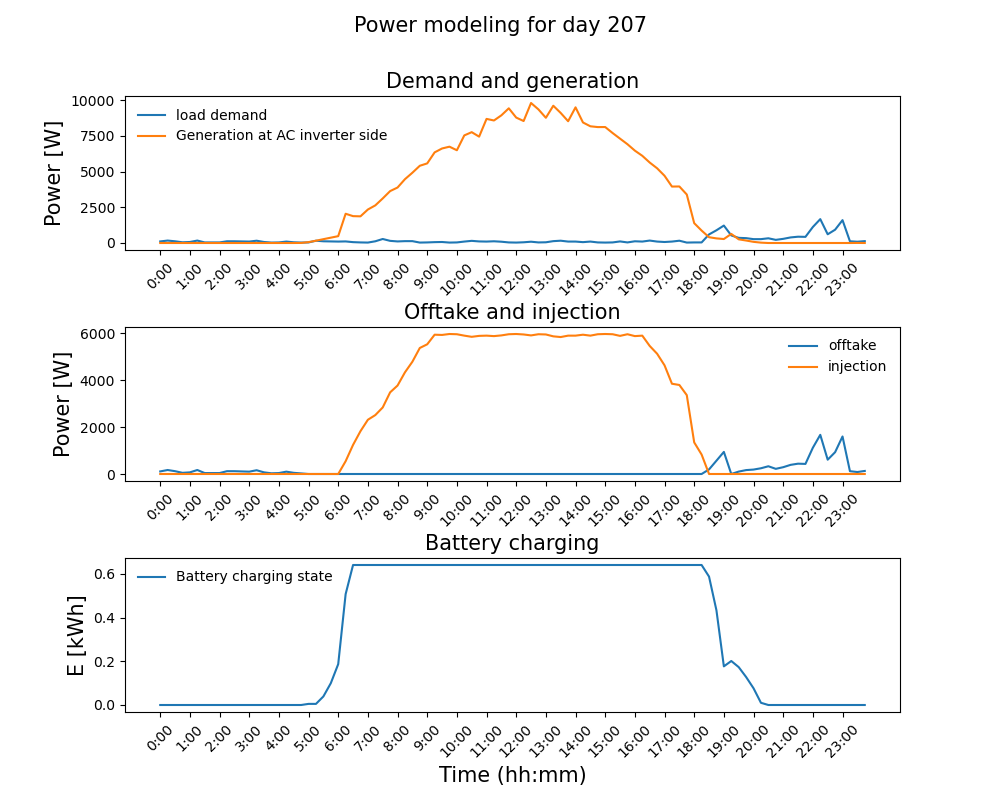 Power modeling for day 207
Demand and generation
Power [W]
10000
7500
5000
2500
0
load demand
Generation at AC inverter side
0:00 1:00 2:00 3:00 4:00 5:00 6:00 7:00 8:00 9:00 10:00 11:00 12:00 13:00 14:00 15:00 16:00 17:00 18:00 19:00 20:00 21:00 22:00 23:00
Offtake and injection
Power [W]
6000
4000
2000
0
offtake
injection
0:00 1:00 2:00 3:00 4:00 5:00 6:00 7:00 8:00 9:00 10:00 11:00 12:00 13:00 14:00 15:00 16:00 17:00 18:00 19:00 20:00 21:00 22:00 23:00
Battery charging
E [kWh]
0.6
0.4
0.2
0.0
Battery charging state
0:00 1:00 2:00 3:00 4:00 5:00 6:00 7:00 8:00 9:00 10:00 11:00 12:00 13:00 14:00 15:00 16:00 17:00 18:00 19:00 20:00 21:00 22:00 23:00
Time (hh:mm)